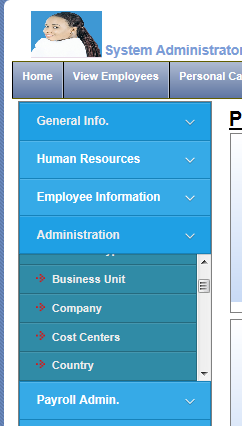 System Administrator
Home View Employees Personal Ca
General Info.
Human Resources
Employee Information
Administration
Business Unit
Company
Cost Centers
Country
Payroll Admin.
P